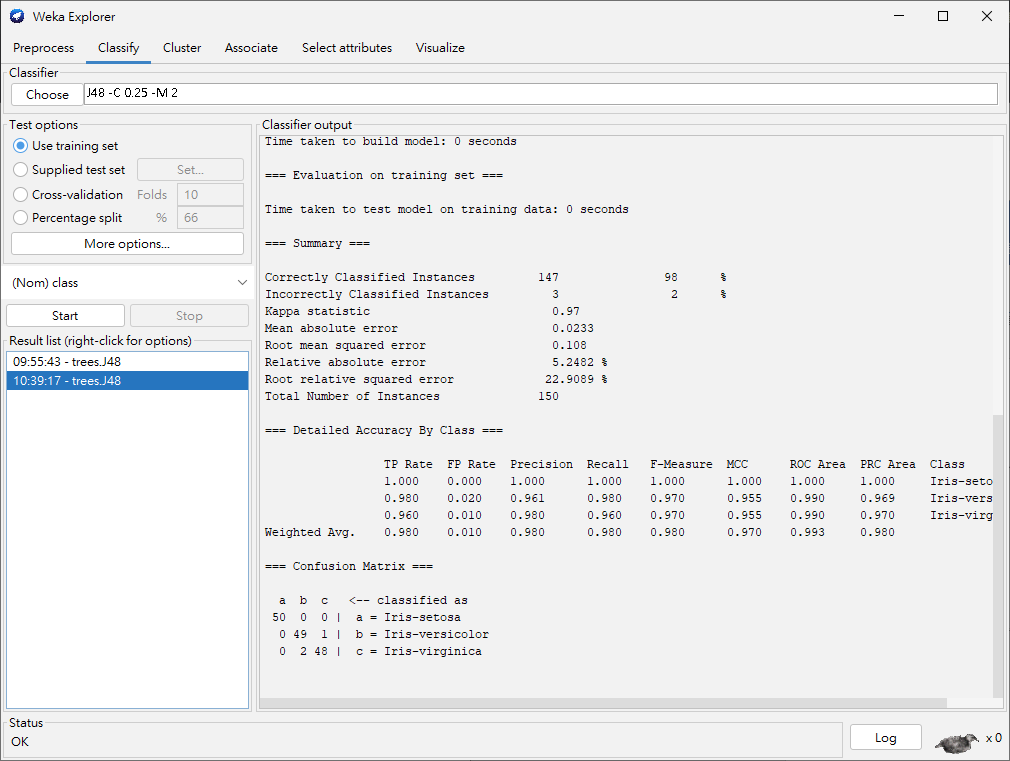 Weka Explorer
Preprocess Classify Cluster Associate Select attributes Visualize
Classifier
Choose J48 -C 0.25 -M 2
Test options
Use training set
Supplied test set Set...
Cross-validation Folds 10
Percentage split % 66
More options...
(Nom) class
Start Stop
Result list (right-click for options)
09:55:43 - trees.J48
10:39:17 - trees.J48
Classifier output
Time taken to build model: 0 seconds
=== Evaluation on training set ===
Time taken to test model on training data: 0 seconds
=== Summary ===
Correctly Classified Instances 147 98 %
Incorrectly Classified Instances 3 2 %
Kappa statistic 0.97
Mean absolute error 0.0233
Root mean squared error 0.108
Relative absolute error 5.2482 %
Root relative squared error 22.9089 %
Total Number of Instances 150
=== Detailed Accuracy By Class ===
TP Rate FP Rate Precision Recall F-Measure MCC ROC Area PRC Area Class
1.000 0.000 1.000 1.000 1.000 1.000 1.000 1.000 Iris-seto
0.980 0.020 0.961 0.980 0.970 0.955 0.990 0.969 Iris-vers
0.960 0.010 0.980 0.960 0.970 0.955 0.990 0.970 Iris-virg
Weighted Avg. 0.980 0.010 0.980 0.980 0.980 0.970 0.993 0.980
=== Confusion Matrix ===
a b c <-- classified as
50 0 0 | a = Iris-setosa
0 49 1 | b = Iris-versicolor
0 2 48 | c = Iris-virginica
Status
OK
Log x 0